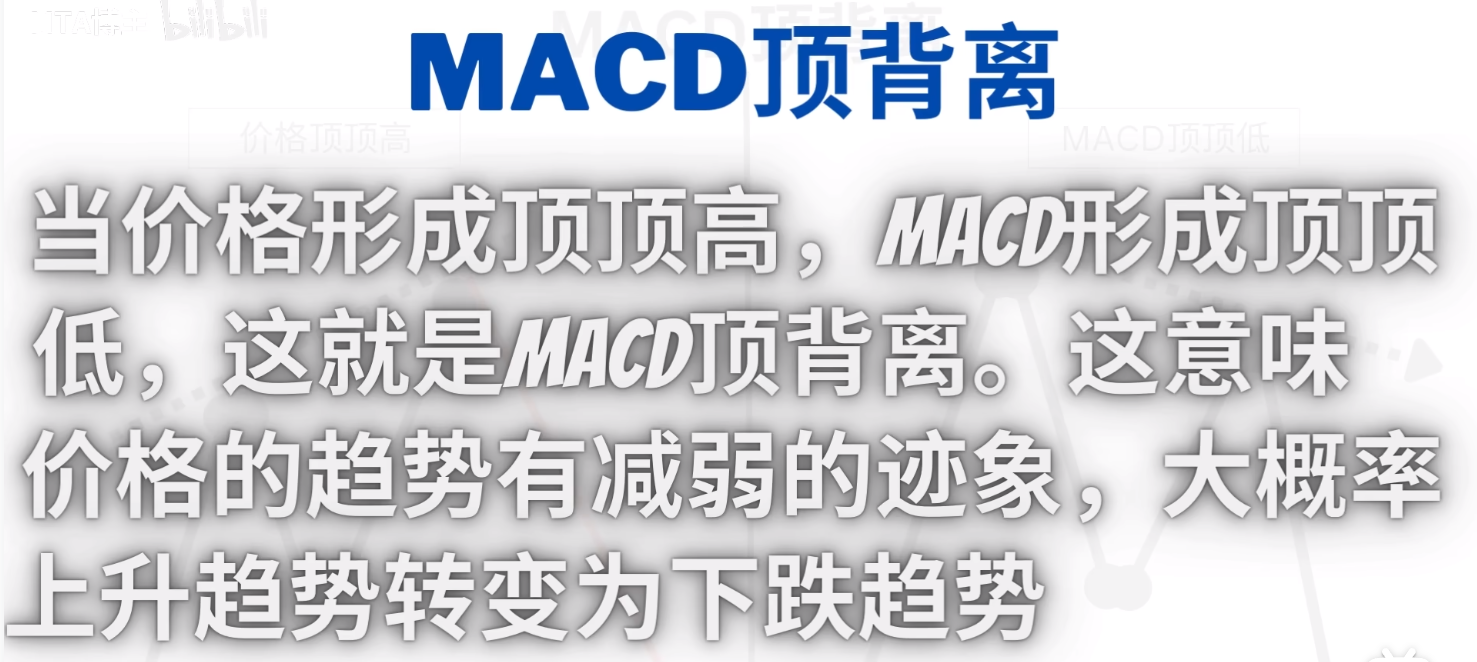 bilibili
MACD顶背离
价格顶顶高
MACD顶顶低
当价格形成顶顶高，MACD形成顶顶
低，这就是MACD顶背离。这意味
价格的趋势有减弱的迹象，大概率
上升趋势转变为下跌趋势